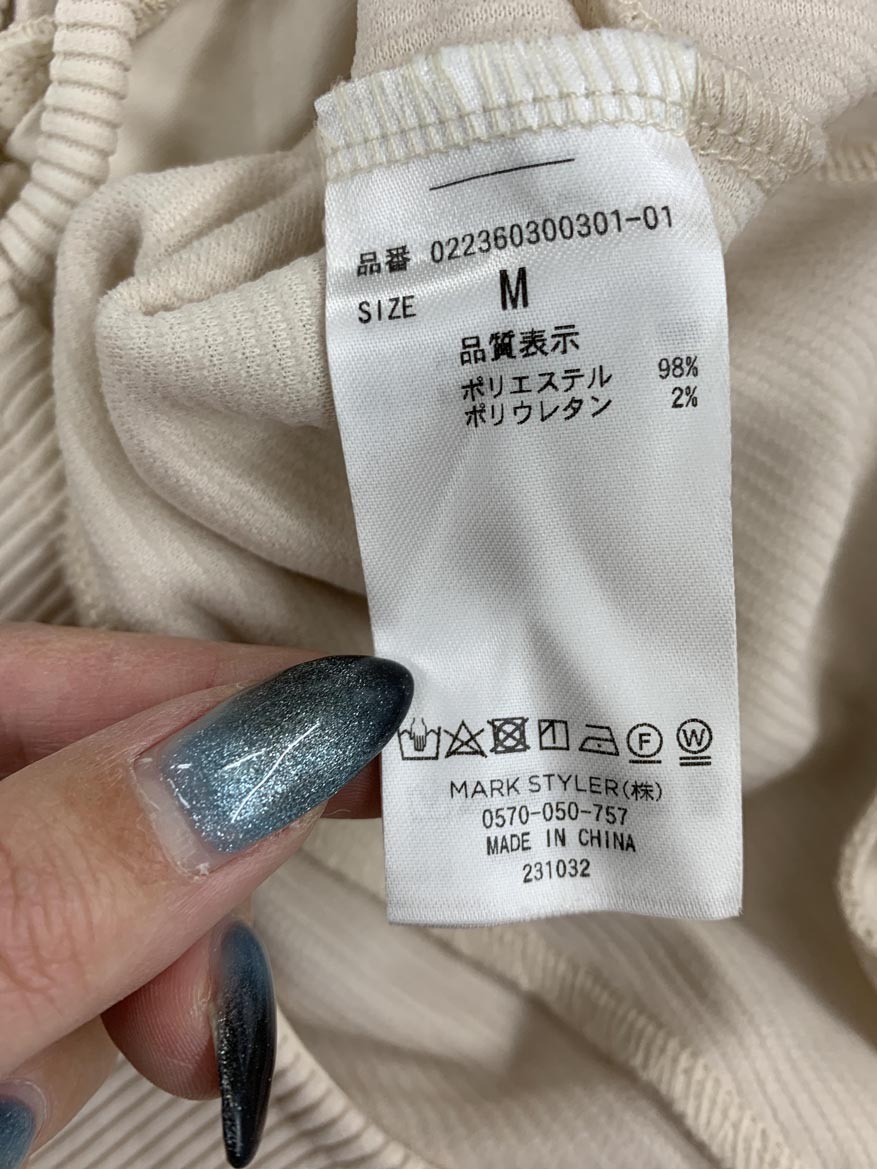 品番 022360300301-01
SIZE M
品質表示
ポリエステル 98%
ポリウレタン 2%
F W
MARK STYLER(株)
0570-050-757
MADE IN CHINA
231032